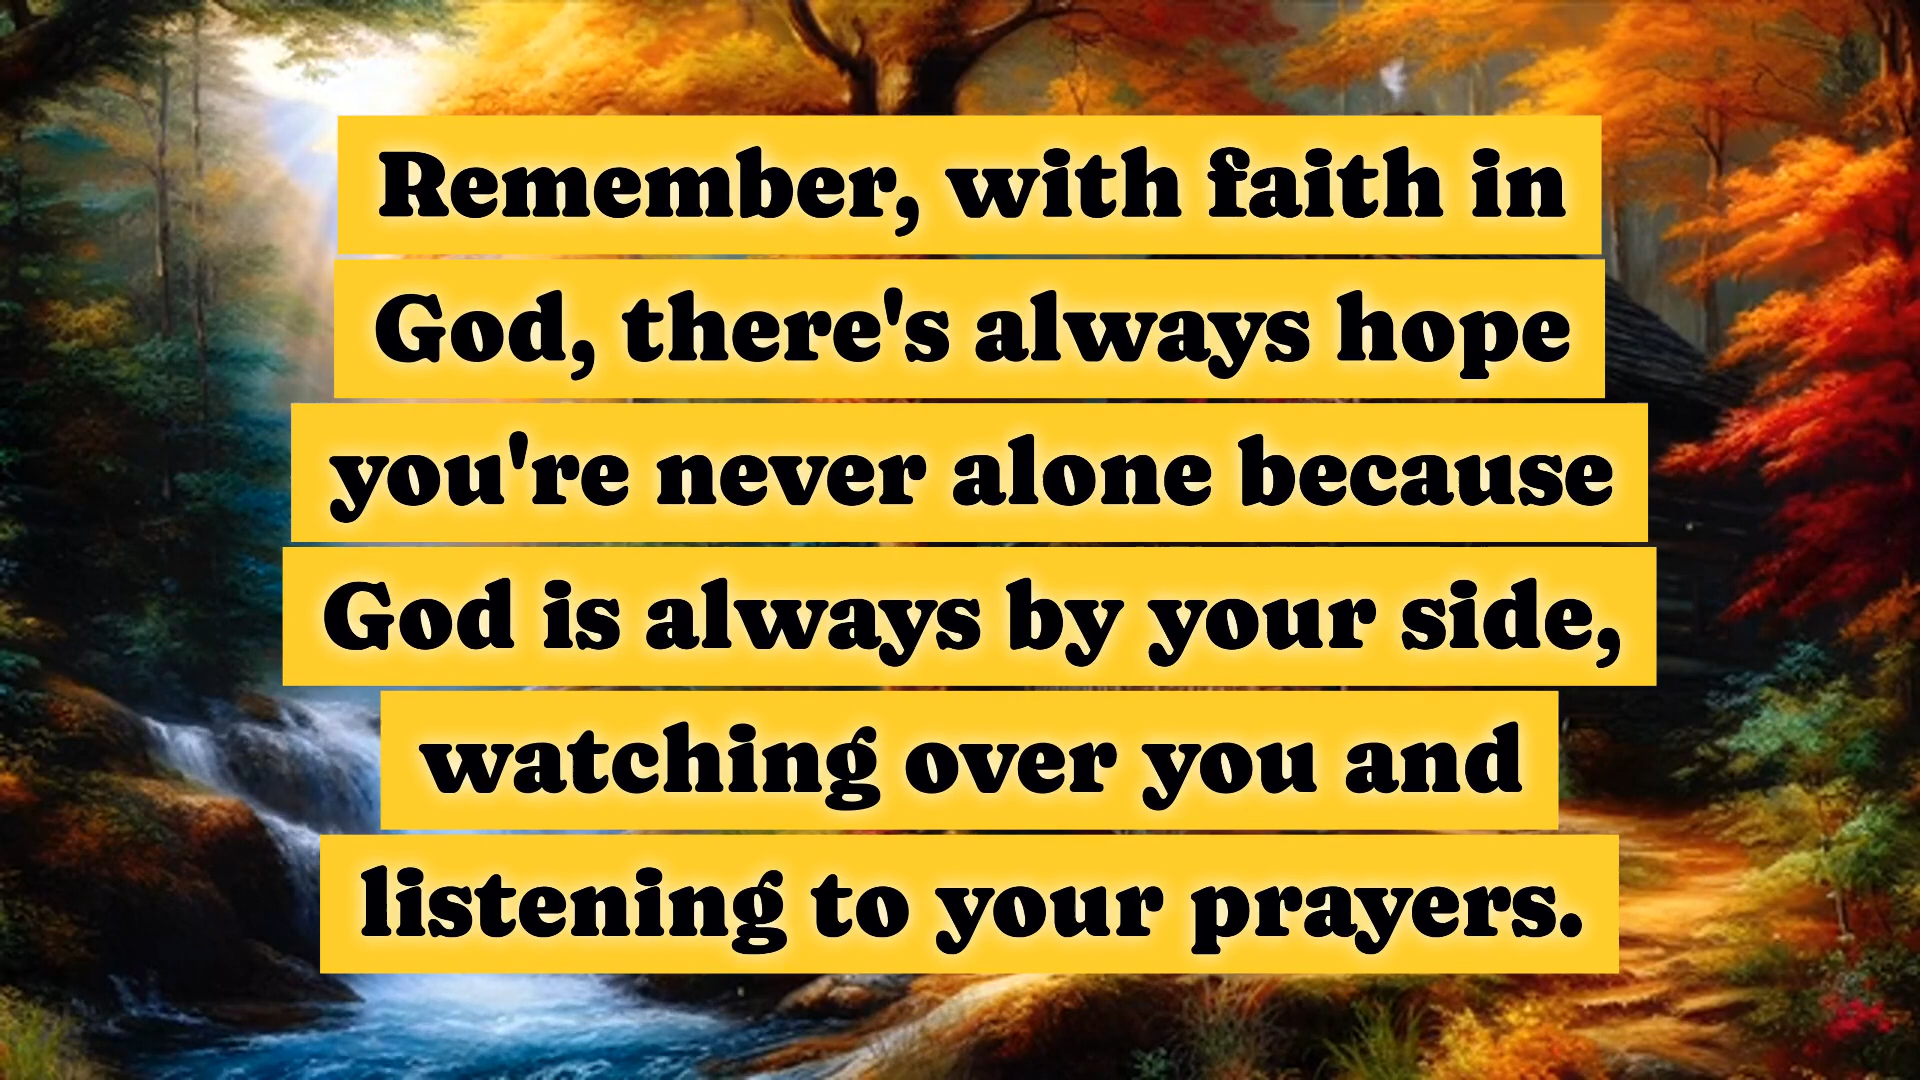 Remember, with faith in
God, there's always hope
you're never alone because
God is always by your side,
watching over you and
listening to your prayers.